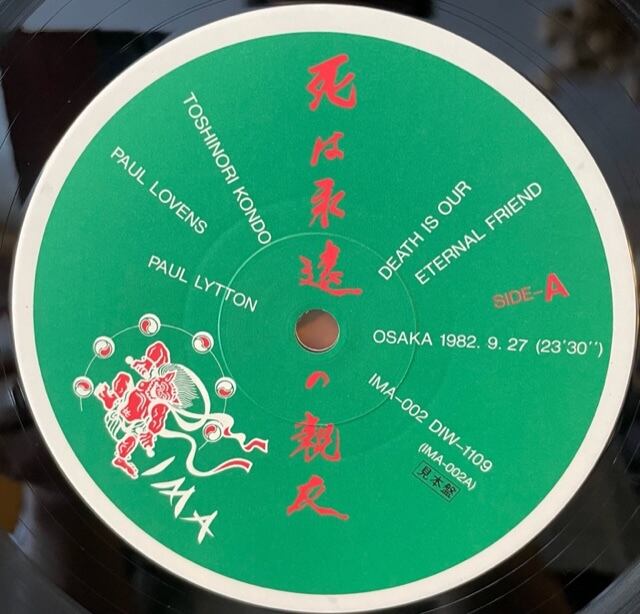 死は永遠の親友
TOSHINORI KONDO
PAUL LOVENS
PAUL LYTTON
DEATH IS OUR
ETERNAL FRIEND
SIDE-A
OSAKA 1982. 9. 27 (23'30'')
IMA-002 DIW-1109
(IMA-002A)
見本盤
IMA